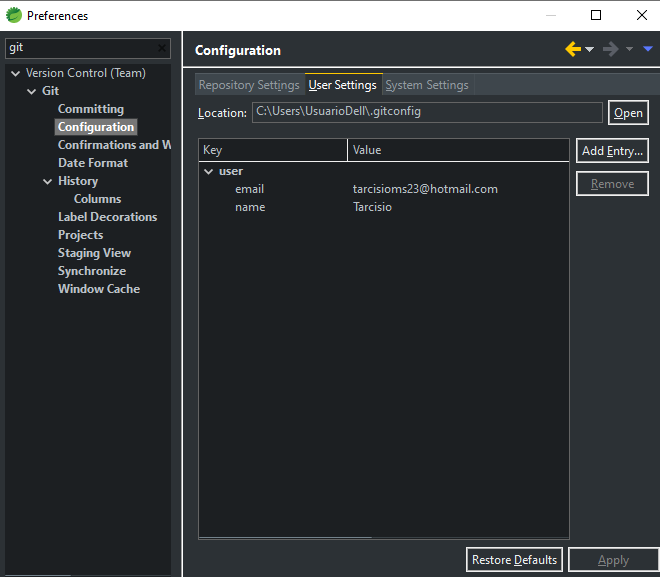 Preferences
git
Configuration
Version Control (Team)
Git
Committing
Configuration
Confirmations and W
Date Format
History
Columns
Label Decorations
Projects
Staging View
Synchronize
Window Cache
Repository Settings User Settings System Settings
Location: C:\Users\UsuarioDell\.gitconfig Open
Key Value Add Entry...
user
email tarcisioms23@hotmail.com Remove
name Tarcisio
Restore Defaults Apply